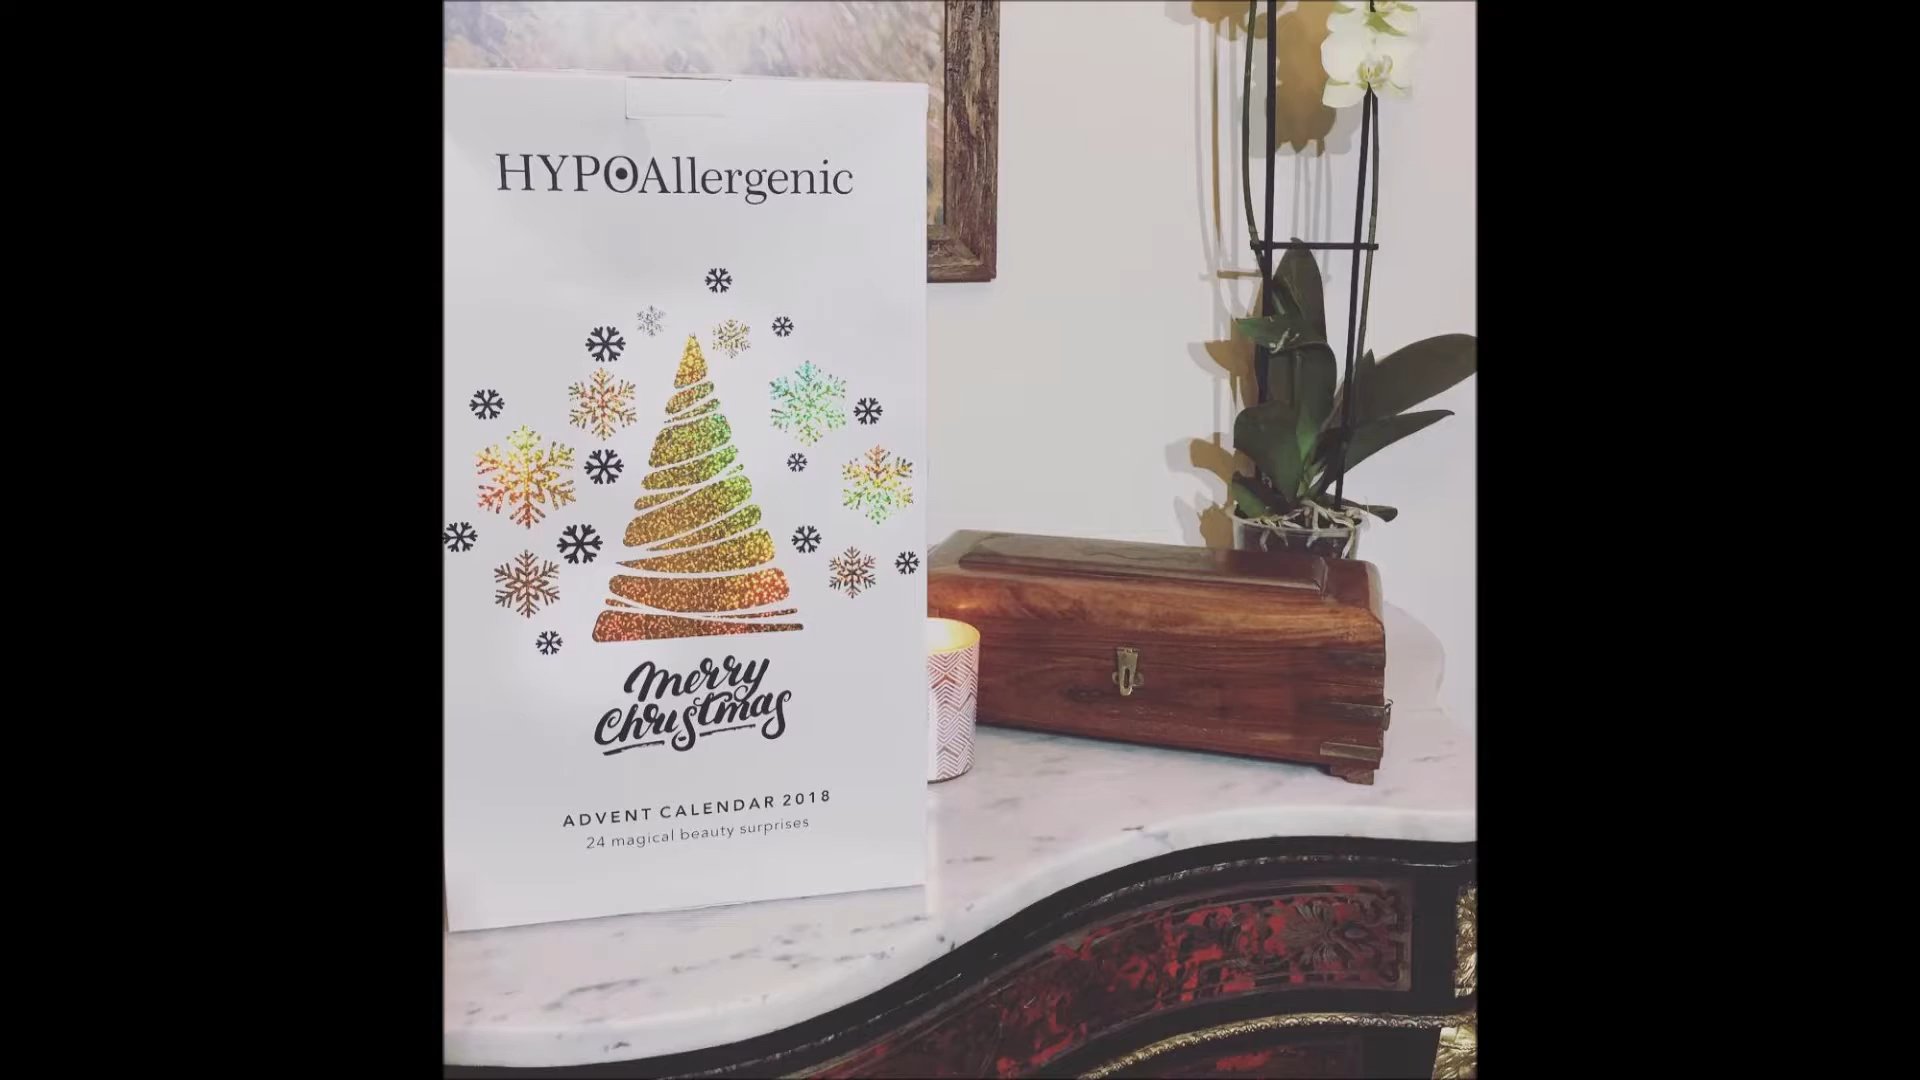 HYPOAllergenic
Merry
Christmas
ADVENT CALENDAR 2018
24 magical beauty surprises